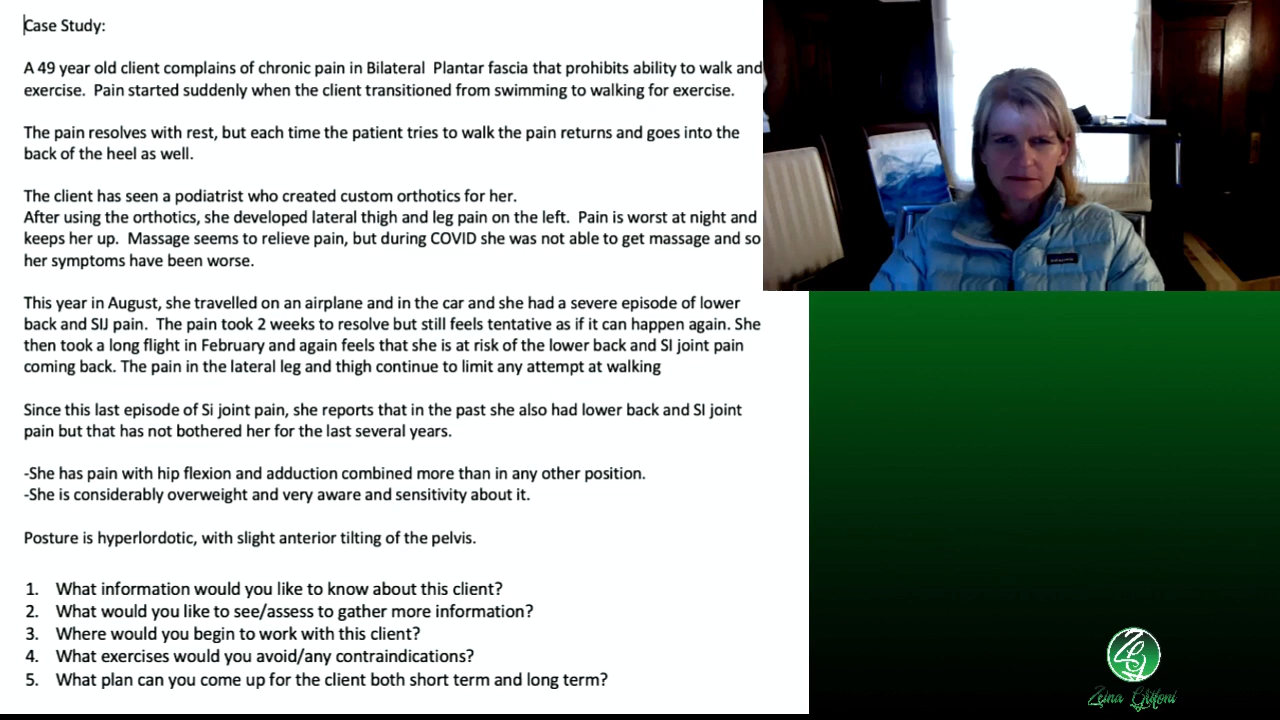 Case Study:
A 49 year old client complains of chronic pain in Bilateral Plantar fascia that prohibits ability to walk and
exercise. Pain started suddenly when the client transitioned from swimming to walking for exercise.
The pain resolves with rest, but each time the patient tries to walk the pain returns and goes into the
back of the heel as well.
The client has seen a podiatrist who created custom orthotics for her.
After using the orthotics, she developed lateral thigh and leg pain on the left. Pain is worst at night and
keeps her up. Massage seems to relieve pain, but during COVID she was not able to get massage and so
her symptoms have been worse.
This year in August, she travelled on an airplane and in the car and she had a severe episode of lower
back and SIJ pain. The pain took 2 weeks to resolve but still feels tentative as if it can happen again. She
then took a long flight in February and again feels that she is at risk of the lower back and SI joint pain
coming back. The pain in the lateral leg and thigh continue to limit any attempt at walking
Since this last episode of Si joint pain, she reports that in the past she also had lower back and SI joint
pain but that has not bothered her for the last several years.
-She has pain with hip flexion and adduction combined more than in any other position.
-She is considerably overweight and very aware and sensitivity about it.
Posture is hyperlordotic, with slight anterior tilting of the pelvis.
1. What information would you like to know about this client?
2. What would you like to see/assess to gather more information?
3. Where would you begin to work with this client?
4. What exercises would you avoid/any contraindications?
5. What plan can you come up for the client both short term and long term?
ZG
Zeina Grifoni